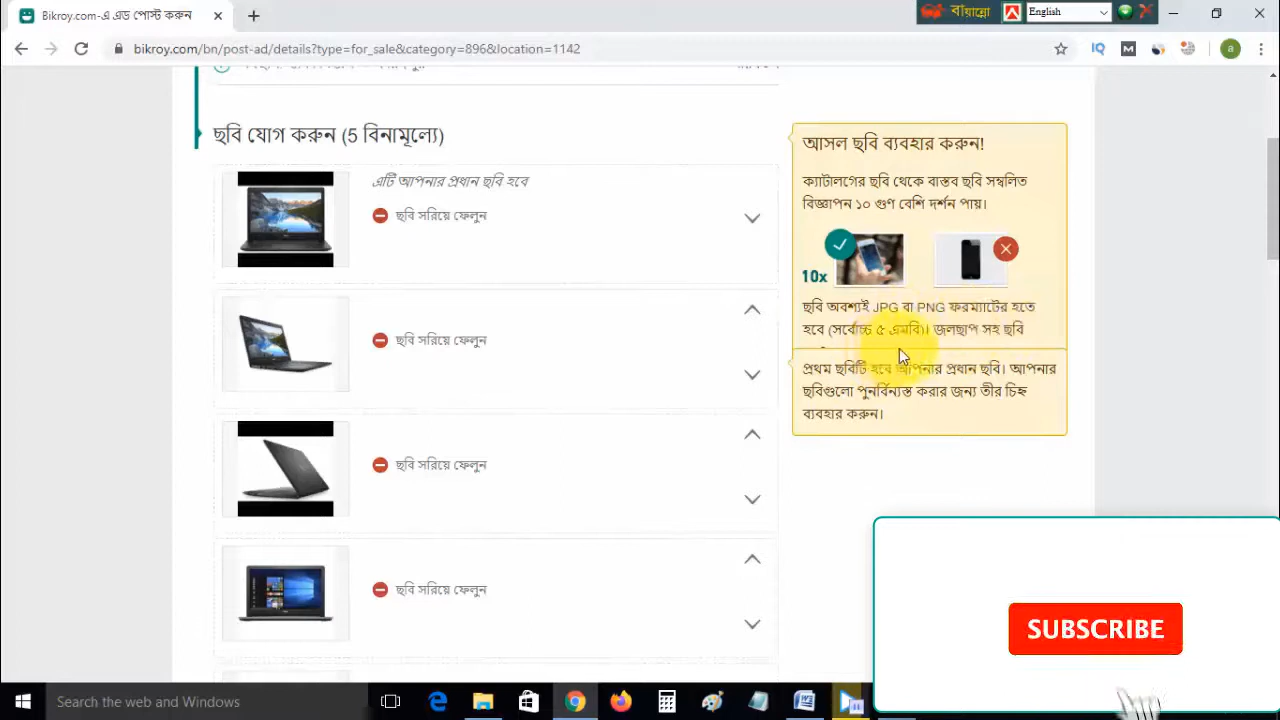 Bikroy.com-এ এড পোস্ট করুন
বায়ান্নো
English
bikroy.com/bn/post-ad/details?type=for_sale&category=896&location=1142
ছবি যোগ করুন (5 বিনামূল্যে)
এটি আপনার প্রধান ছবি হবে
ছবি সরিয়ে ফেলুন
ছবি সরিয়ে ফেলুন
ছবি সরিয়ে ফেলুন
ছবি সরিয়ে ফেলুন
আসল ছবি ব্যবহার করুন!
ক্যাটালগের ছবি থেকে বাস্তব ছবি সম্বলিত
বিজ্ঞাপন ১০ গুণ বেশি দর্শন পায়।
10x
ছবি অবশ্যই JPG বা PNG ফরম্যাটের হতে
হবে (সর্বোচ্চ ৫ এমবি)। জলছাপ সহ ছবি
প্রথম ছবিটি হবে আপনার প্রধান ছবি। আপনার
ছবিগুলো পুনর্বিন্যস্ত করার জন্য তীর চিহ্ন
ব্যবহার করুন।
SUBSCRIBE
Search the web and Windows